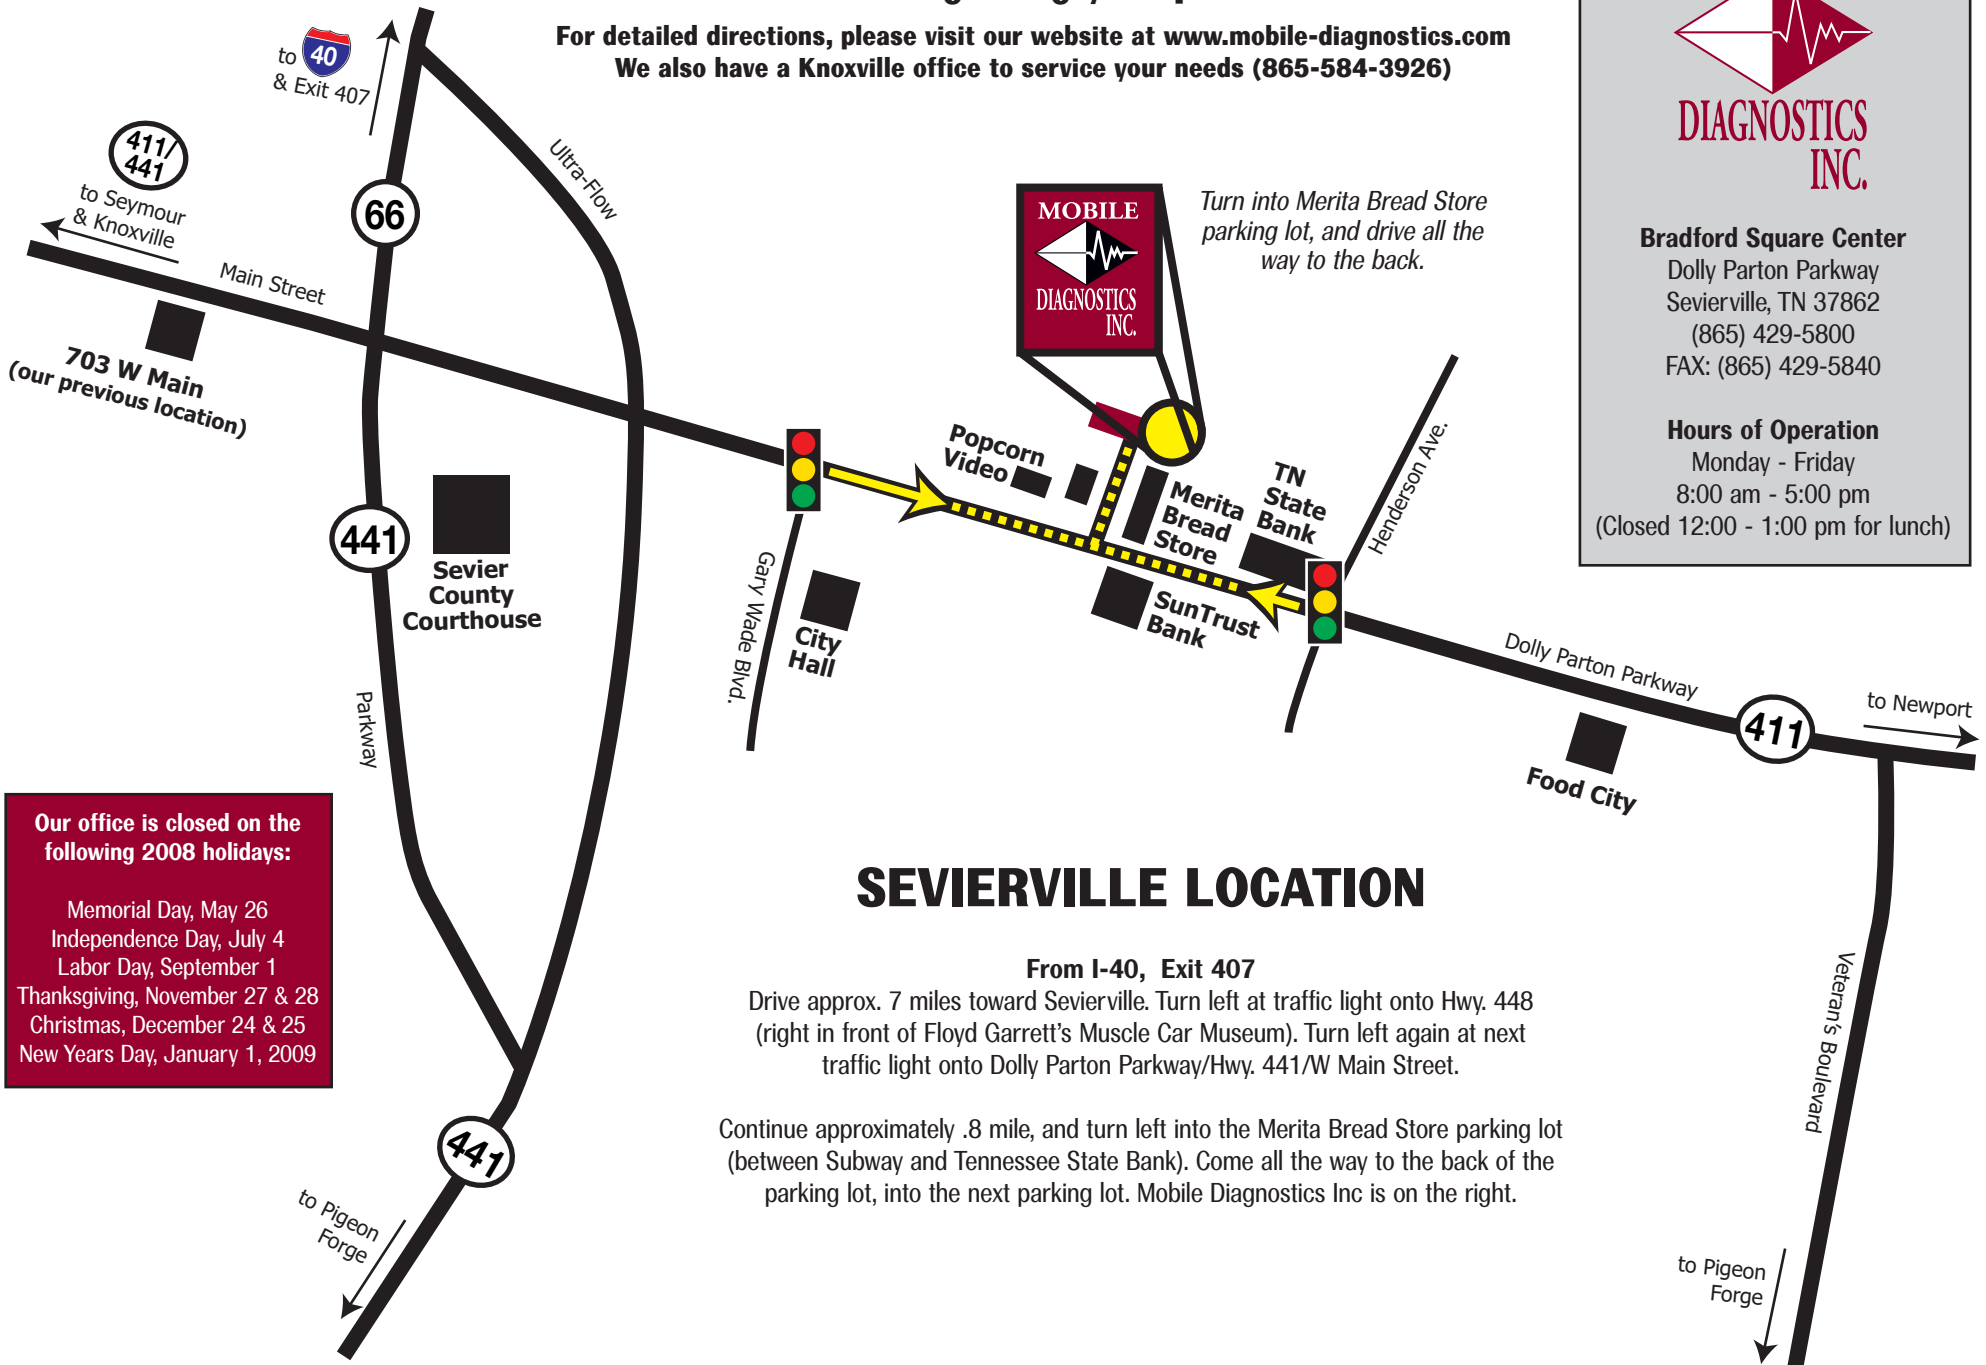 For detailed directions, please visit our website at www.mobile-diagnostics.com
We also have a Knoxville office to service your needs (865-584-3926)
to 40
& Exit 407
411/
441
to Seymour
& Knoxville
66
Ultra-Flow
Main Street
703 W Main
(our previous location)
441
Sevier
County
Courthouse
Parkway
Gary Wade Blvd.
City
Hall
MOBILE
DIAGNOSTICS
INC.
Turn into Merita Bread Store
parking lot, and drive all the
way to the back.
Popcorn
Video
Merita
Bread
Store
TN
State
Bank
SunTrust
Bank
Henderson Ave.
Dolly Parton Parkway
411
to Newport
Food City
Veteran's Boulevard
to Pigeon
Forge
DIAGNOSTICS
INC.
Bradford Square Center
Dolly Parton Parkway
Sevierville, TN 37862
(865) 429-5800
FAX: (865) 429-5840
Hours of Operation
Monday - Friday
8:00 am - 5:00 pm
(Closed 12:00 - 1:00 pm for lunch)
Our office is closed on the
following 2008 holidays:
Memorial Day, May 26
Independence Day, July 4
Labor Day, September 1
Thanksgiving, November 27 & 28
Christmas, December 24 & 25
New Years Day, January 1, 2009
441
to Pigeon
Forge
SEVIERVILLE LOCATION
From I-40, Exit 407
Drive approx. 7 miles toward Sevierville. Turn left at traffic light onto Hwy. 448
(right in front of Floyd Garrett’s Muscle Car Museum). Turn left again at next
traffic light onto Dolly Parton Parkway/Hwy. 441/W Main Street.
Continue approximately .8 mile, and turn left into the Merita Bread Store parking lot
(between Subway and Tennessee State Bank). Come all the way to the back of the
parking lot, into the next parking lot. Mobile Diagnostics Inc is on the right.